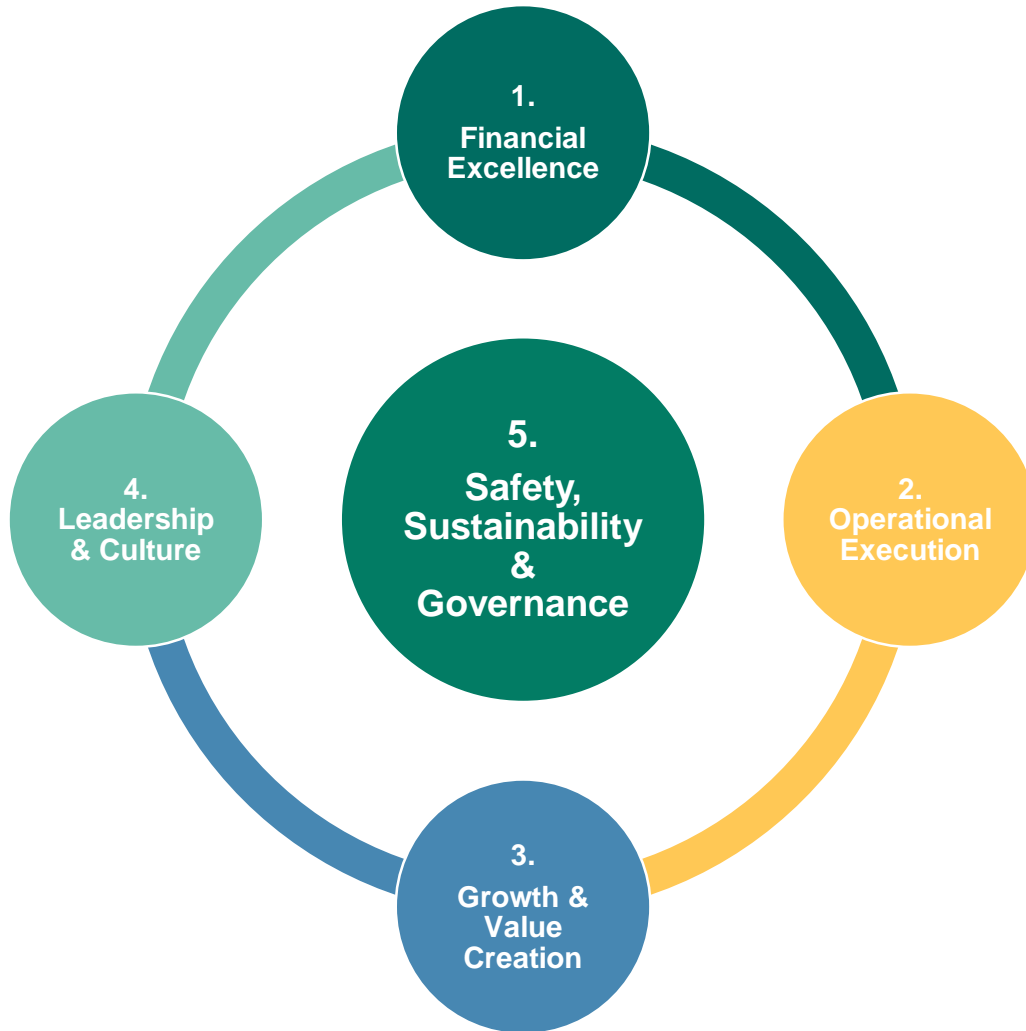 1.
Financial
Excellence
2.
Operational
Execution
3.
Growth &
Value
Creation
4.
Leadership
& Culture
5.
Safety,
Sustainability
&
Governance